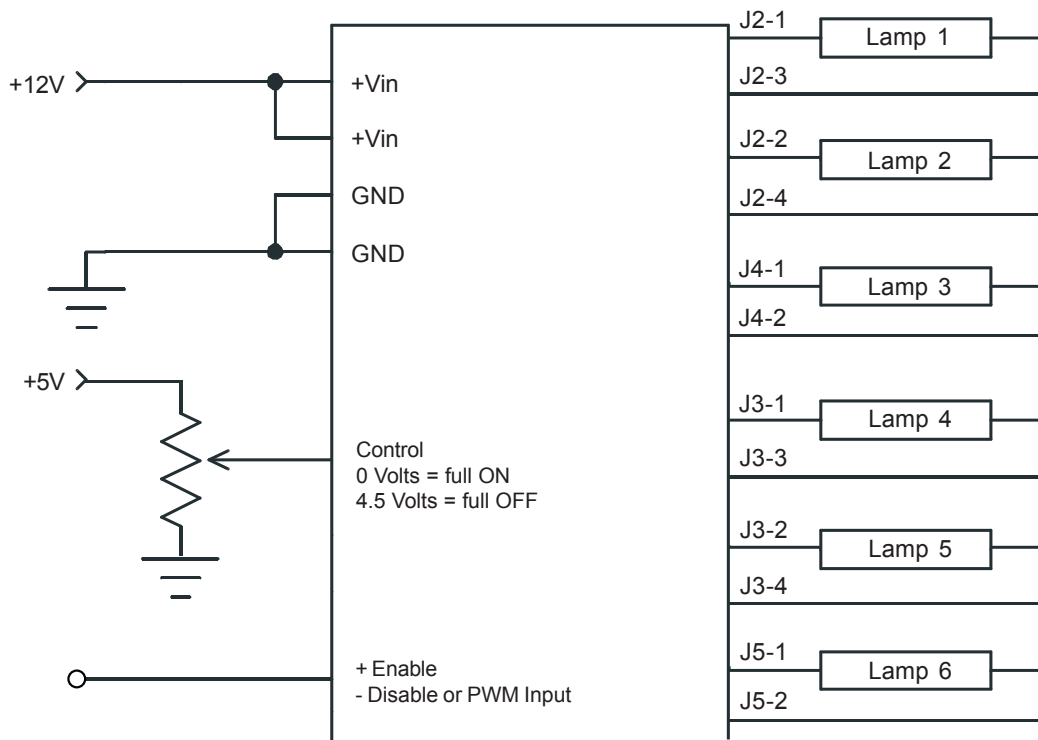 +12V
+5V
+Vin
+Vin
GND
GND
Control
0 Volts = full ON
4.5 Volts = full OFF
+ Enable
- Disable or PWM Input
J2-1
Lamp 1
J2-3
J2-2
Lamp 2
J2-4
J4-1
Lamp 3
J4-2
J3-1
Lamp 4
J3-3
J3-2
Lamp 5
J3-4
J5-1
Lamp 6
J5-2